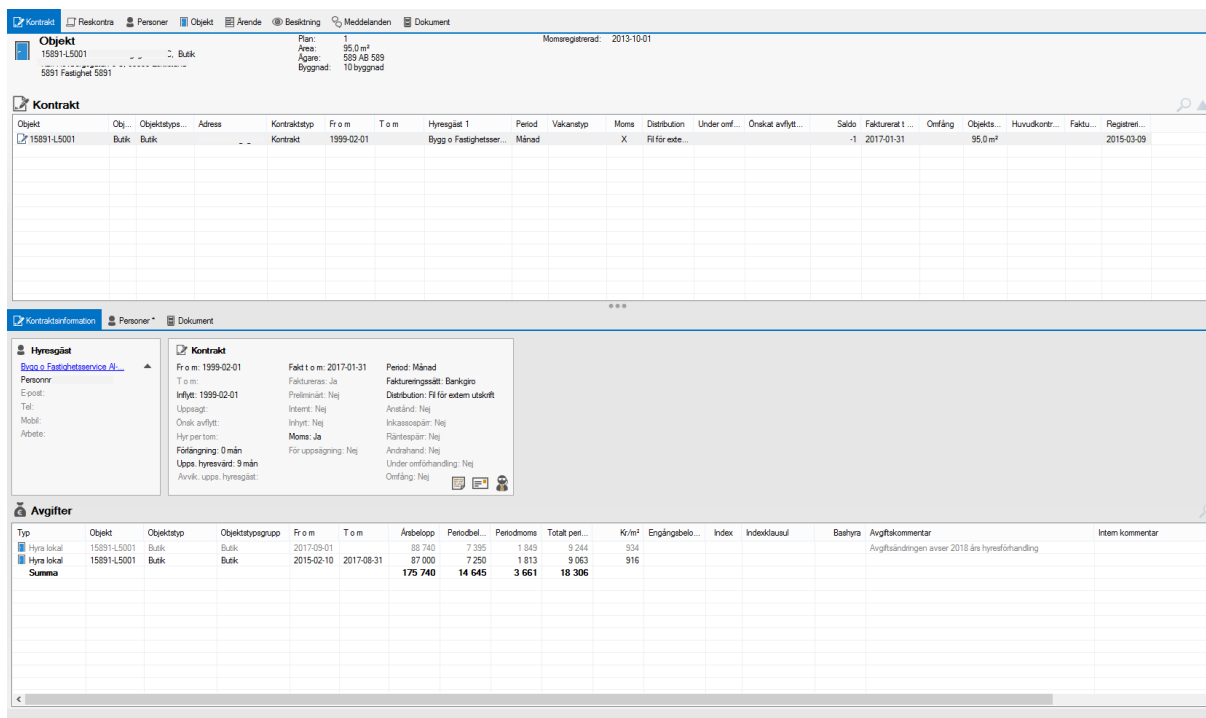 Kontrakt Reskontra Personer Objekt Ärende Besiktning Meddelanden Dokument
Objekt
15891-L5001 , Butik
5891 Fastighet 5891
Plan: 1
Area: 95,0 m²
Ägare: 589 AB 589
Byggnad: 10 byggnad
Momsregistrerad: 2013-10-01
Kontrakt
Objekt Obj... Objektstyps... Adress Kontraktstyp Fr o m T o m Hyresgäst 1 Period Vakanstyp Moms Distribution Under omf... Önskat avflytt... Saldo Fakturerat t ... Omfång Objekts... Huvudkontr... Faktu... Registreri...
15891-L5001 Butik Butik Kontrakt 1999-02-01 Bygg o Fastighetsser... Månad X Fil för exte... -1 2017-01-31 95,0 m² 2015-03-09
Kontraktsinformation Personer * Dokument
Hyresgäst
Bygg o Fastighetsservice Al-...
Personnr
E-post:
Tel:
Mobil:
Arbete:
Kontrakt
Fr o m: 1999-02-01 Fakt t o m: 2017-01-31 Period: Månad
T o m: Faktureras: Ja Faktureringssätt: Bankgiro
Inflytt: 1999-02-01 Preliminärt: Nej Distribution: Fil för extern utskrift
Uppsagt: Internt: Nej Anstånd: Nej
Önsk avflytt: Inhyrt: Nej Inkassospärr: Nej
Hyr per tom: Moms: Ja Räntespärr: Nej
Förlängning: 0 mån För uppsägning: Nej Andrahand: Nej
Upps. hyresvärd: 9 mån Under omförhandling: Nej
Avvik. upps. hyresgäst: Omfång: Nej
Avgifter
Typ Objekt Objektstyp Objektstypsgrupp Fr o m T o m Årsbelopp Periodbel... Periodmoms Totalt peri... Kr/m² Engångsbelo... Index Indexklausul Bashyra Avgiftskommentar Intern kommentar
Hyra lokal 15891-L5001 Butik Butik 2017-09-01 88 740 7 395 1 849 9 244 934 Avgiftsändringen avser 2018 års hyresförhandling
Hyra lokal 15891-L5001 Butik Butik 2015-02-10 2017-08-31 87 000 7 250 1 813 9 063 916
Summa 175 740 14 645 3 661 18 306